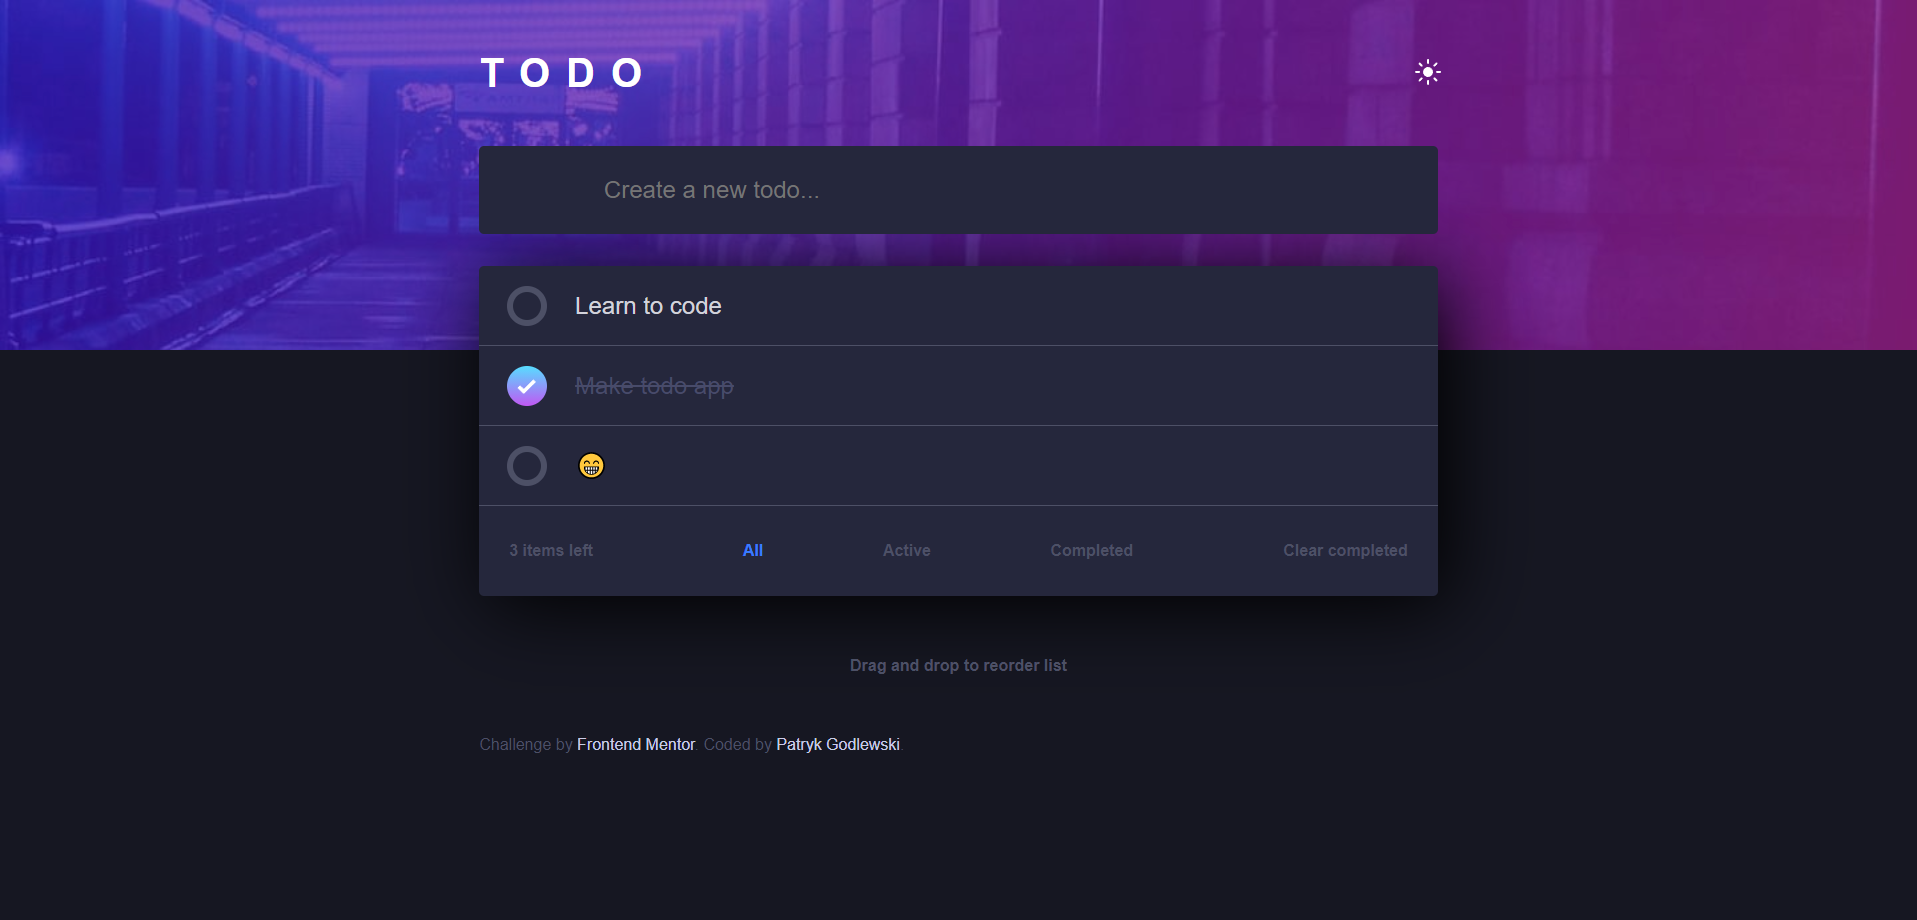 TODO
Create a new todo...
Learn to code
Make todo app
😁
3 items left All Active Completed Clear completed
Drag and drop to reorder list
Challenge by Frontend Mentor. Coded by Patryk Godlewski.